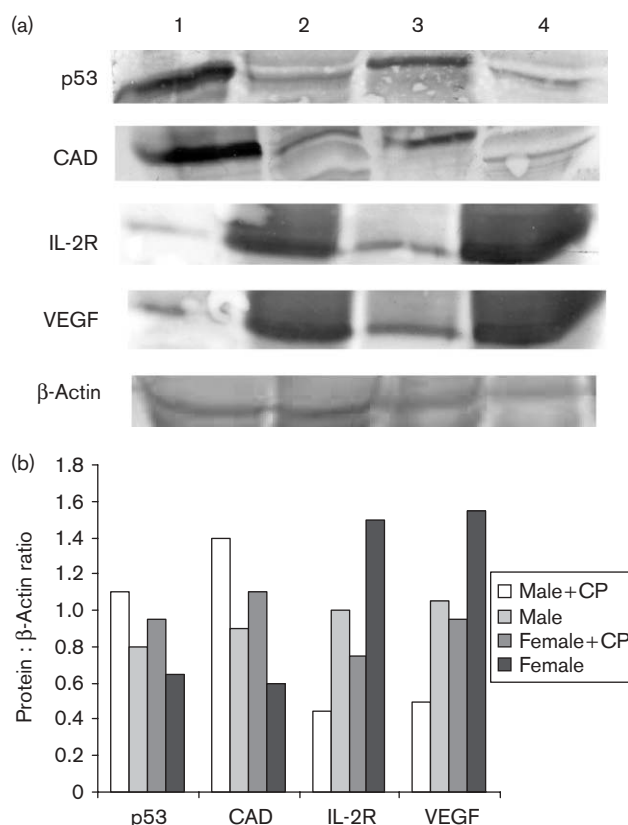 (a)
1 2 3 4
p53
CAD
IL-2R
VEGF
β-Actin
(b)
1.8
1.6
1.4
1.2
1.0
0.8
0.6
0.4
0.2
0
Protein : β-Actin ratio
p53 CAD IL-2R VEGF
Male+CP
Male
Female+CP
Female